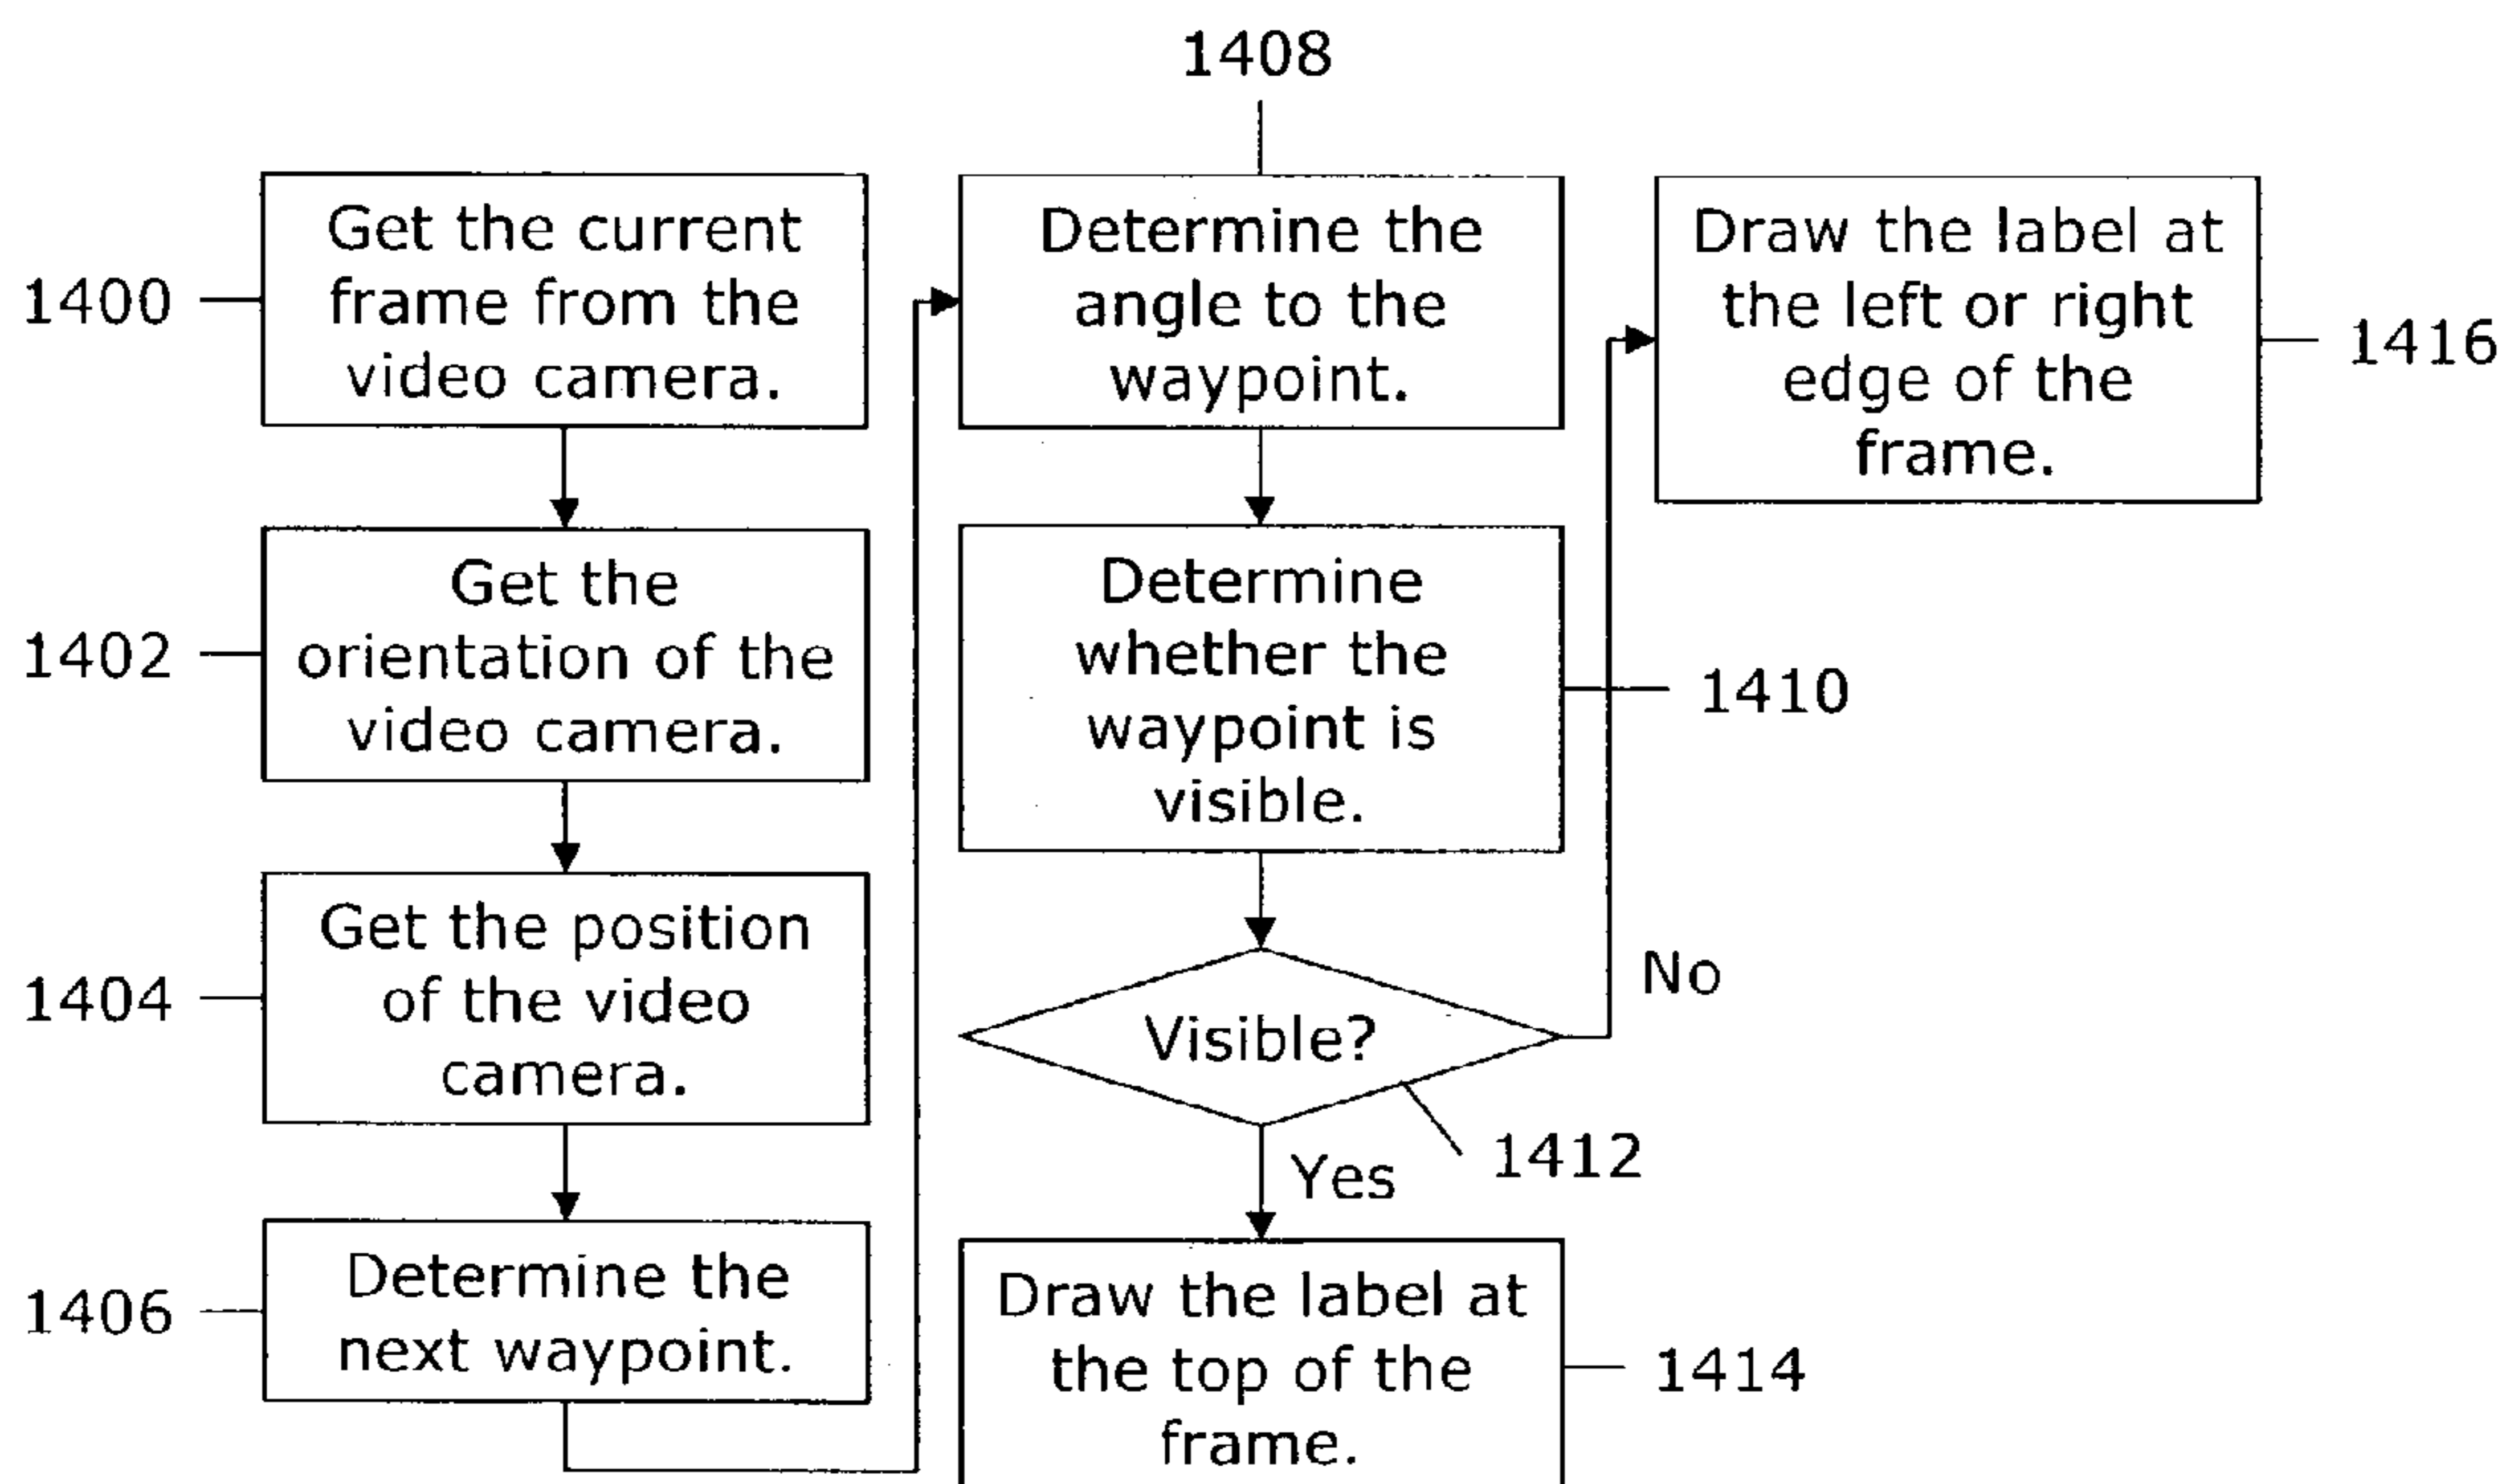 1400
Get the current
frame from the
video camera.
1402
Get the
orientation of the
video camera.
1404
Get the position
of the video
camera.
1406
Determine the
next waypoint.
1408
Determine the
angle to the
waypoint.
Determine
whether the
waypoint is
visible.
1410
Visible?
No
1412
Yes
Draw the label at
the top of the
frame.
1414
Draw the label at
the left or right
edge of the
frame.
1416